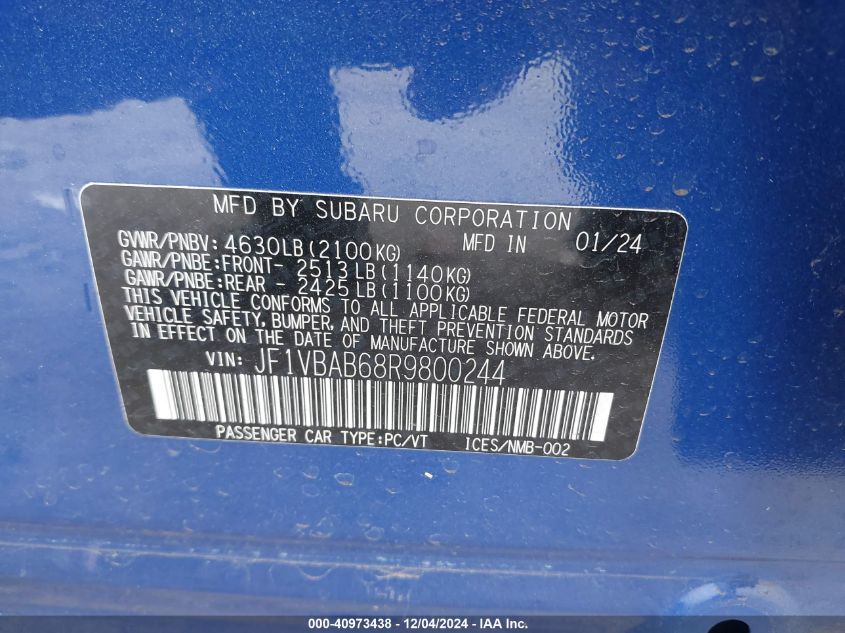 MFD BY SUBARU CORPORATION
GVWR/PNBV: 4630LB(2100KG) MFD IN 01/24
GAWR/PNBE:FRONT- 2513LB(1140KG)
GAWR/PNBE:REAR - 2425LB(1100KG)
THIS VEHICLE CONFORMS TO ALL APPLICABLE FEDERAL MOTOR
VEHICLE SAFETY, BUMPER, AND THEFT PREVENTION STANDARDS
IN EFFECT ON THE DATE OF MANUFACTURE SHOWN ABOVE.
VIN: JF1VBAB68R9800244
PASSENGER CAR TYPE:PC/VT ICES/NMB-002
000-40973438 - 12/04/2024 - IAA Inc.